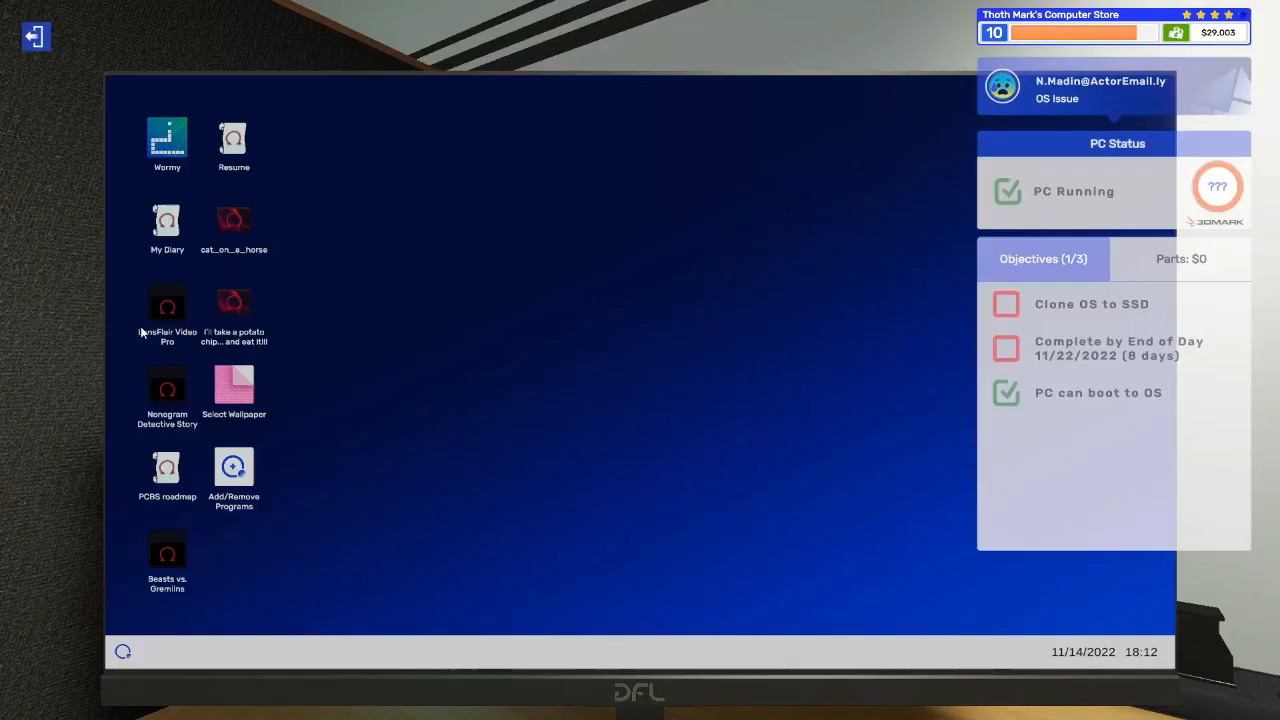 Thoth Mark's Computer Store
10
$29,003
N.Madin@ActorEmail.ly
OS Issue
PC Status
PC Running
???
3DMARK
Objectives (1/3)
Parts: $0
Clone OS to SSD
Complete by End of Day
11/22/2022 (8 days)
PC can boot to OS
Wormy
Resume
My Diary
cat_on_a_horse
LensFlair Video
Pro
I'll take a potato
chip... and eat it!!!
Nonogram
Detective Story
Select Wallpaper
PCBS roadmap
Add/Remove
Programs
Beasts vs.
Gremlins
11/14/2022 18:12
DFL